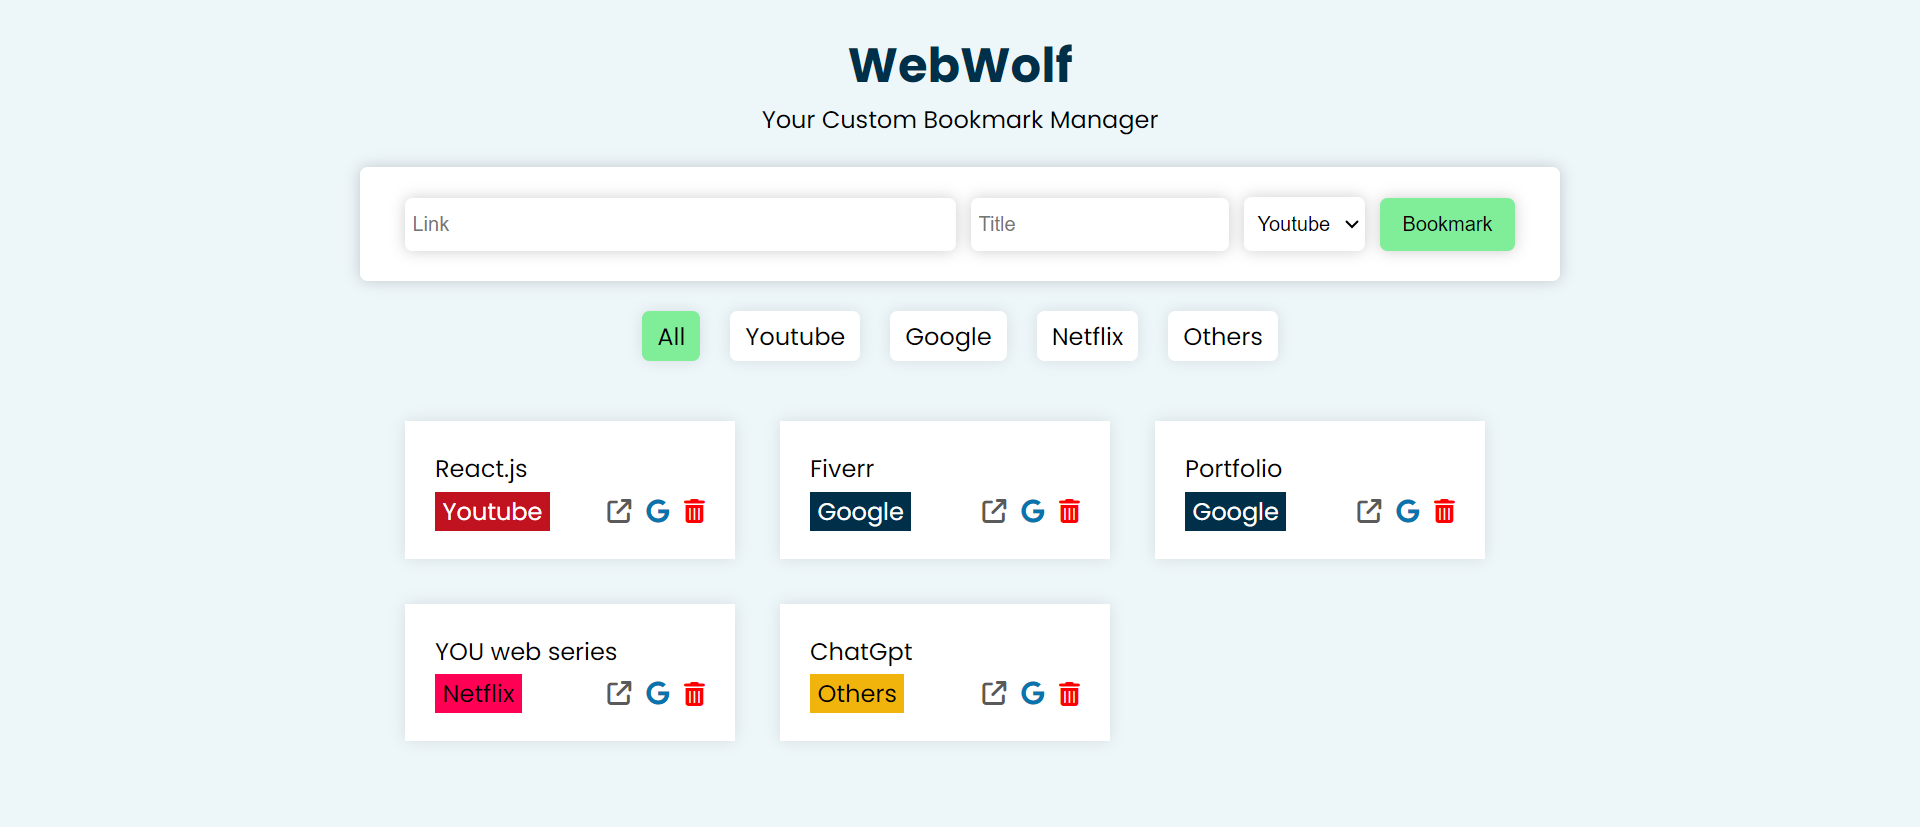 WebWolf
Your Custom Bookmark Manager
Link Title Youtube Bookmark
All Youtube Google Netflix Others
React.js
Youtube
Fiverr
Google
Portfolio
Google
YOU web series
Netflix
ChatGpt
Others